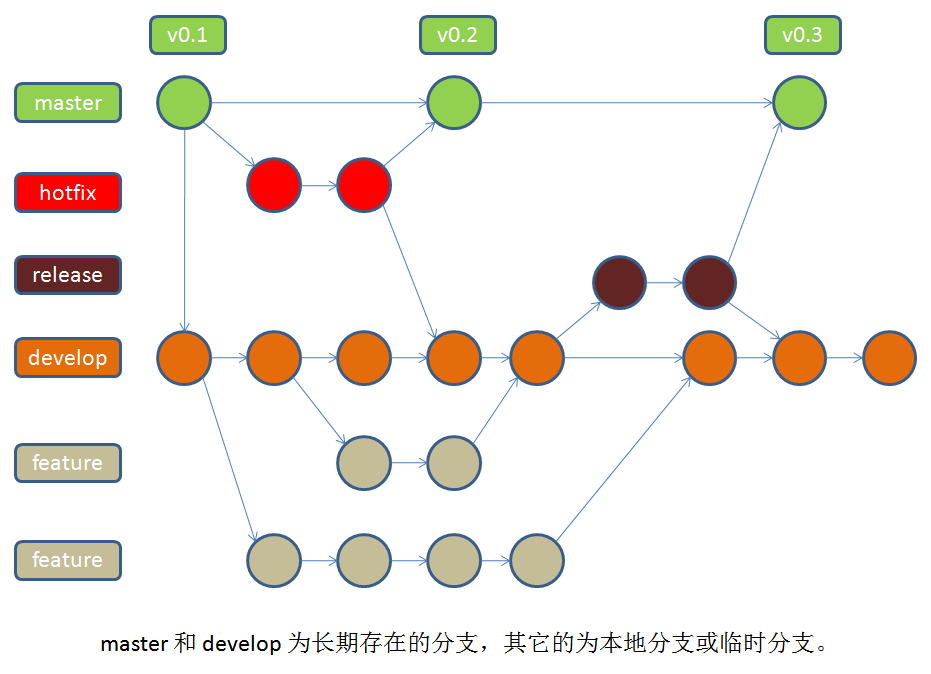 v0.1
v0.2
v0.3
master
hotfix
release
develop
feature
feature
master 和 develop 为长期存在的分支，其它的为本地分支或临时分支。